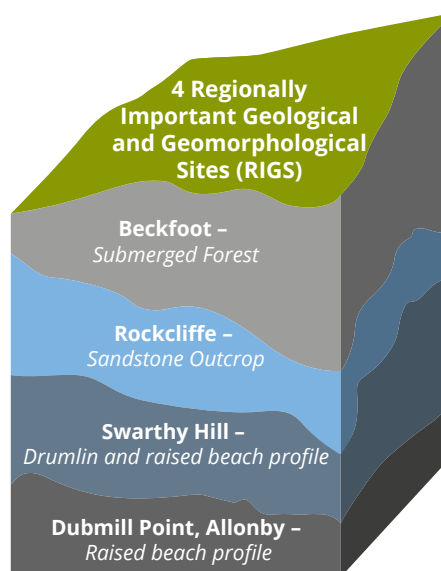 4 Regionally
Important Geological
and Geomorphological
Sites (RIGS)
Beckfoot –
Submerged Forest
Rockcliffe –
Sandstone Outcrop
Swarthy Hill –
Drumlin and raised beach profile
Dubmill Point, Allonby –
Raised beach profile